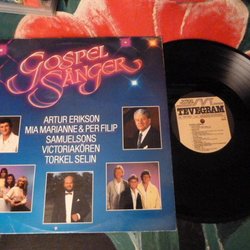 GOSPEL
SÅNGER
ARTUR ERIKSON
MIA MARIANNE & PER FILIP
SAMUELSONS
VICTORIAKÖREN
TORKEL SELIN
TEVEGRAM